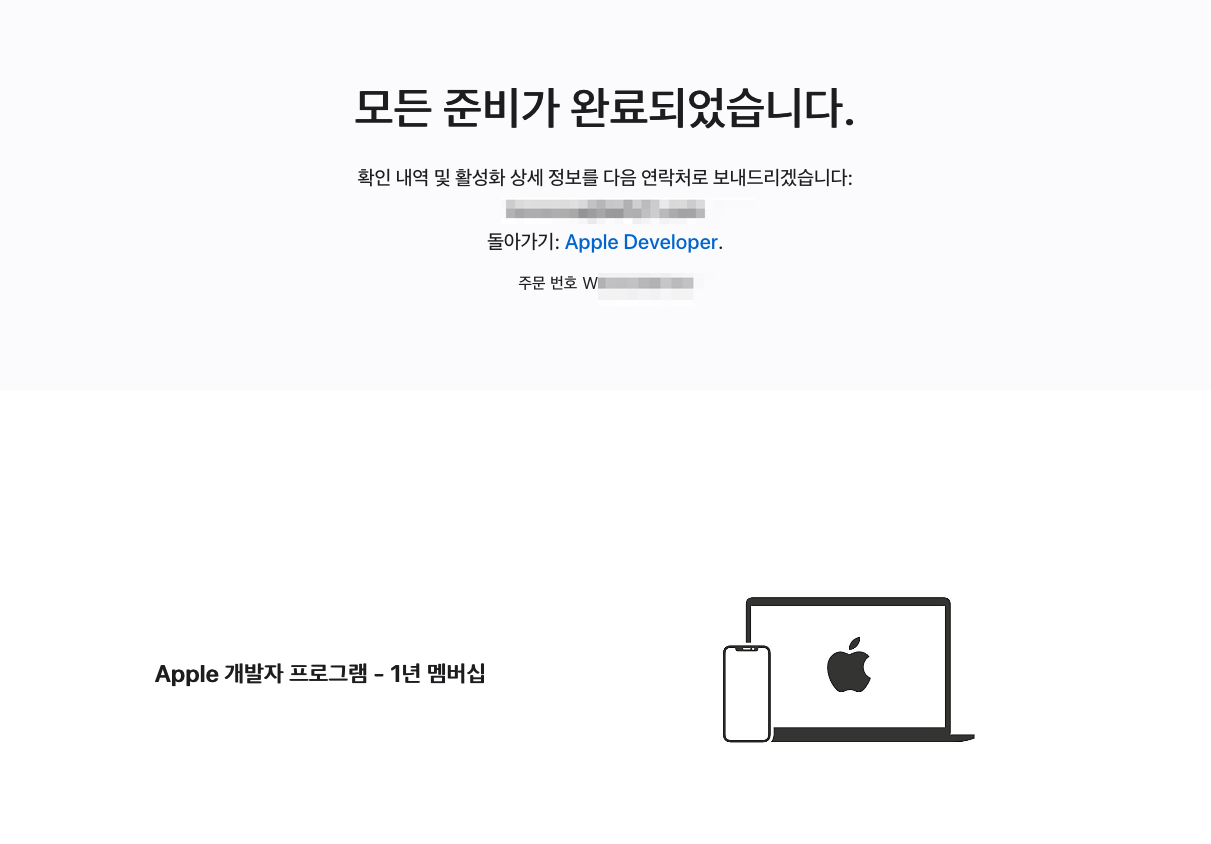 모든 준비가 완료되었습니다.
확인 내역 및 활성화 상세 정보를 다음 연락처로 보내드리겠습니다:
돌아가기: Apple Developer.
주문 번호 W
Apple 개발자 프로그램 - 1년 멤버십